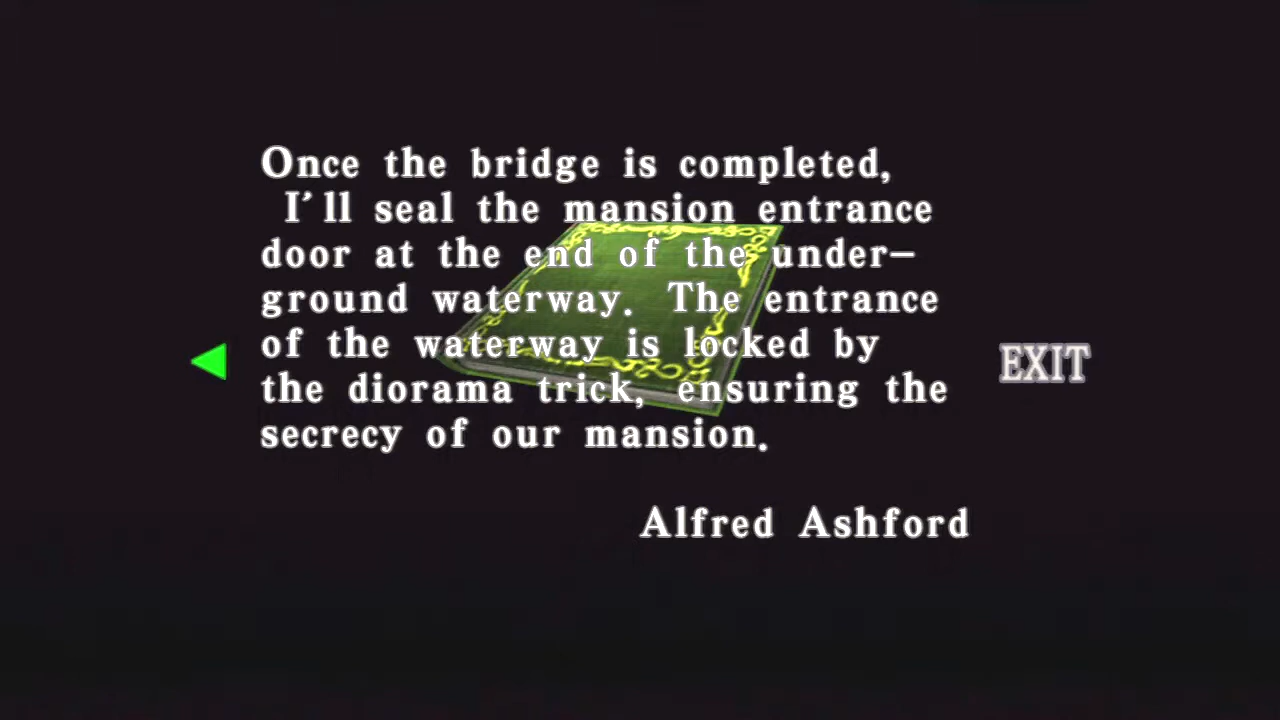 Once the bridge is completed,
I'll seal the mansion entrance
door at the end of the under-
ground waterway. The entrance
of the waterway is locked by
the diorama trick, ensuring the
secrecy of our mansion.
EXIT
Alfred Ashford